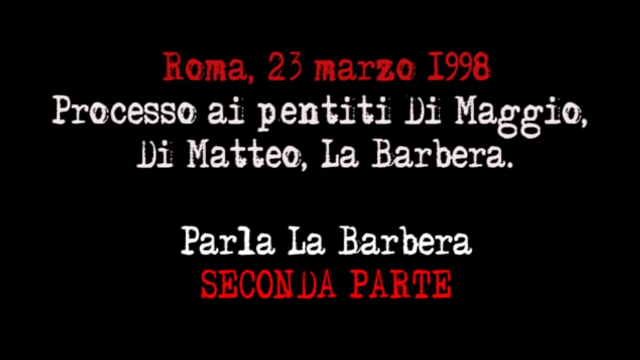 Roma, 23 marzo 1998
Processo ai pentiti Di Maggio,
Di Matteo, La Barbera.
Parla La Barbera
SECONDA PARTE